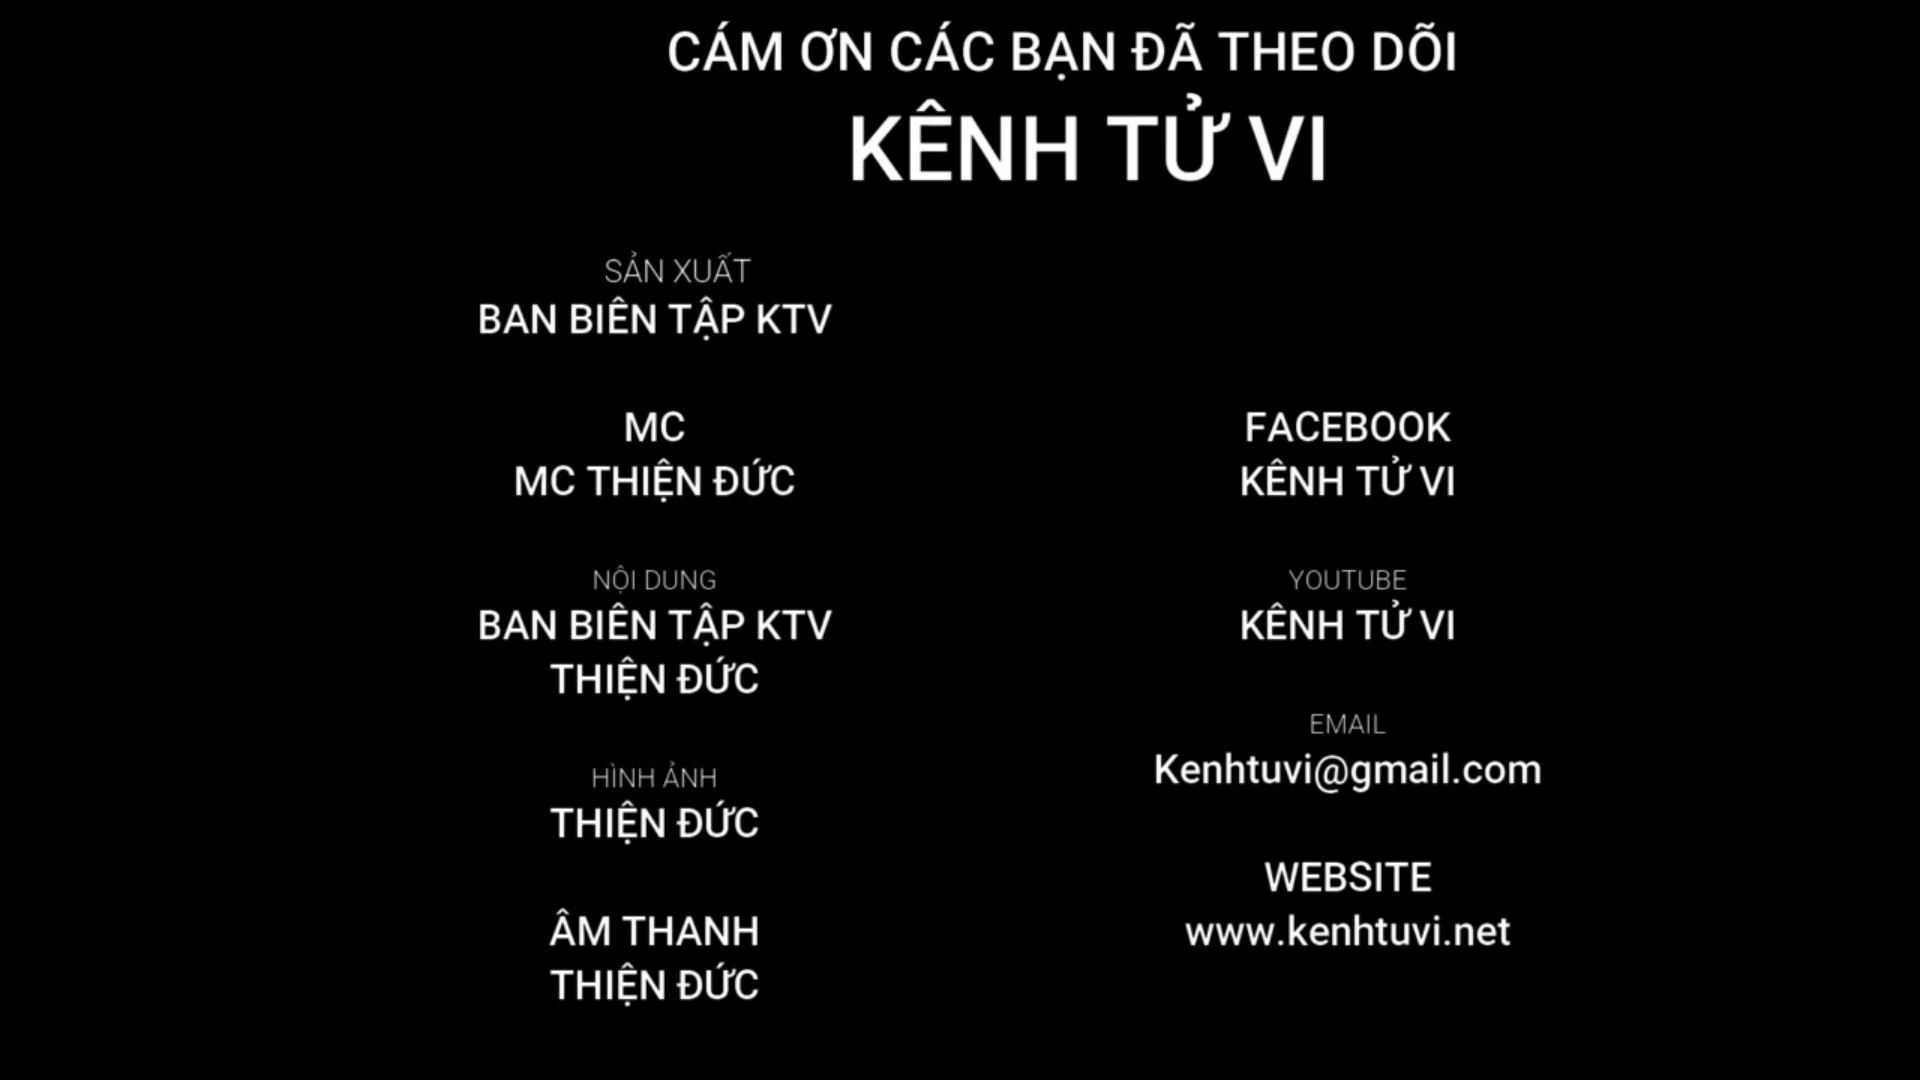 CÁM ƠN CÁC BẠN ĐÃ THEO DÕI
KÊNH TỬ VI
SẢN XUẤT
BAN BIÊN TẬP KTV
MC
MC THIỆN ĐỨC
NỘI DUNG
BAN BIÊN TẬP KTV
THIỆN ĐỨC
HÌNH ẢNH
THIỆN ĐỨC
ÂM THANH
THIỆN ĐỨC
FACEBOOK
KÊNH TỬ VI
YOUTUBE
KÊNH TỬ VI
EMAIL
Kenhtuvi@gmail.com
WEBSITE
www.kenhtuvi.net